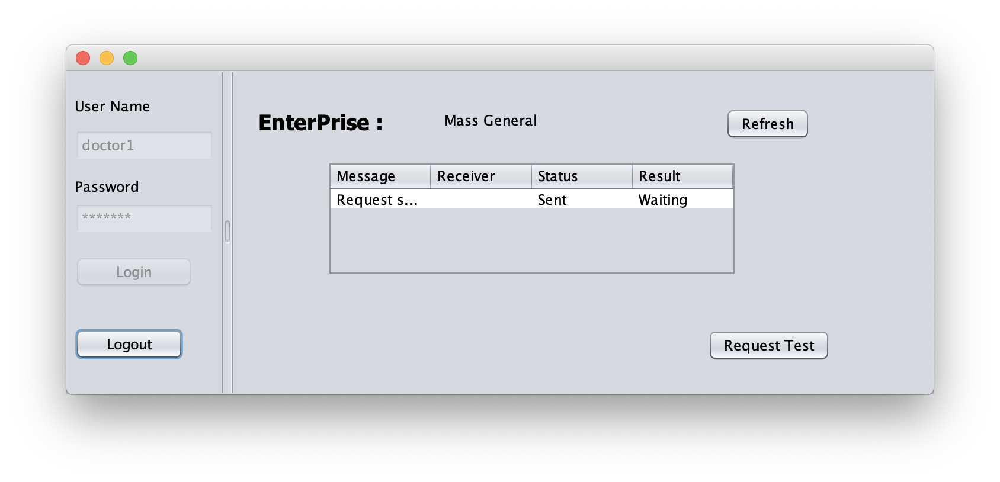 User Name
doctor1
Password
*******
Login
Logout
EnterPrise : Mass General
Refresh
Message Receiver Status Result
Request s... Sent Waiting
Request Test